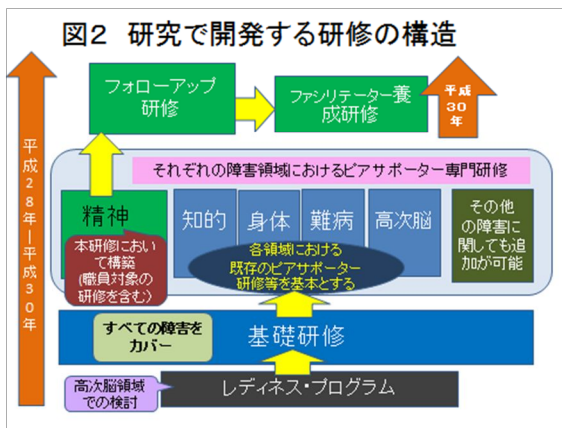 図2 研究で開発する研修の構造
フォローアップ
研修
ファシリテーター養
成研修
平成
30
年
平成28年ー平成30年
それぞれの障害領域におけるピアサポーター専門研修
精神
知的
身体
難病
高次脳
その他
の障害に
関しても追
加が可能
本研修におい
て構築
(職員対象の
研修を含む)
各領域における
既存のピアサポーター
研修等を基本とする
すべての障害を
カバー
基礎研修
高次脳領域
での検討
レディネス・プログラム